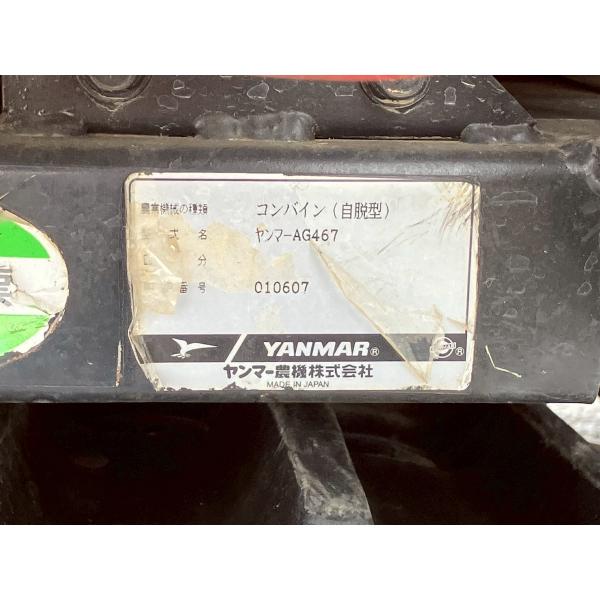 農業機械の種類 コンバイン(自脱型)
式 名 ヤンマーAG467
区 分
番 号 010607
YANMAR®
®
ヤンマー農機株式会社
MADE IN JAPAN